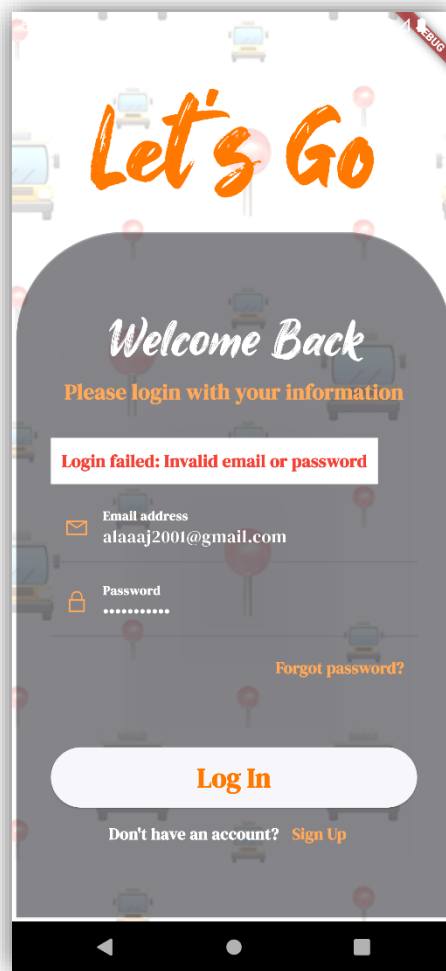 DEBUG
Let's Go
Welcome Back
Please login with your information
Login failed: Invalid email or password
Email address
alaaaj2001@gmail.com
Password
•••••••••••
Forgot password?
Log In
Don't have an account? Sign Up